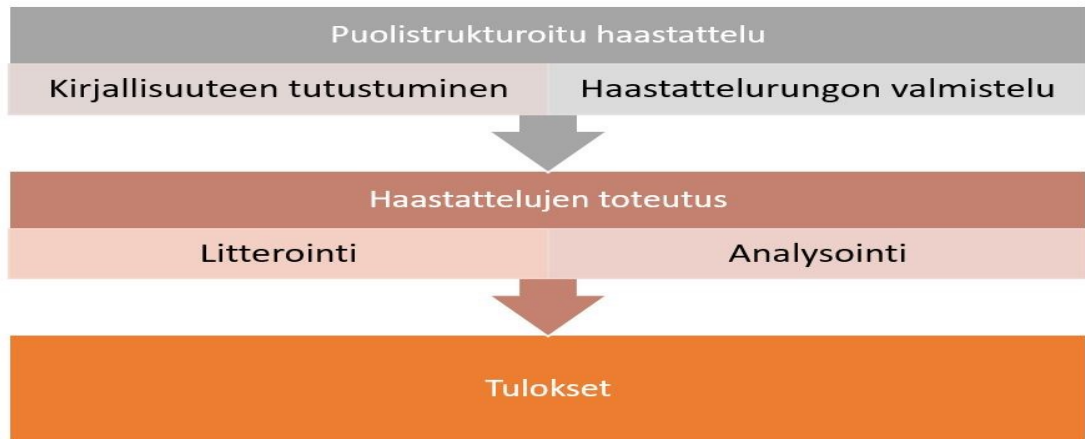 Puolistrukturoitu haastattelu
Kirjallisuuteen tutustuminen
Haastattelurungon valmistelu
Haastattelujen toteutus
Litterointi
Analysointi
Tulokset